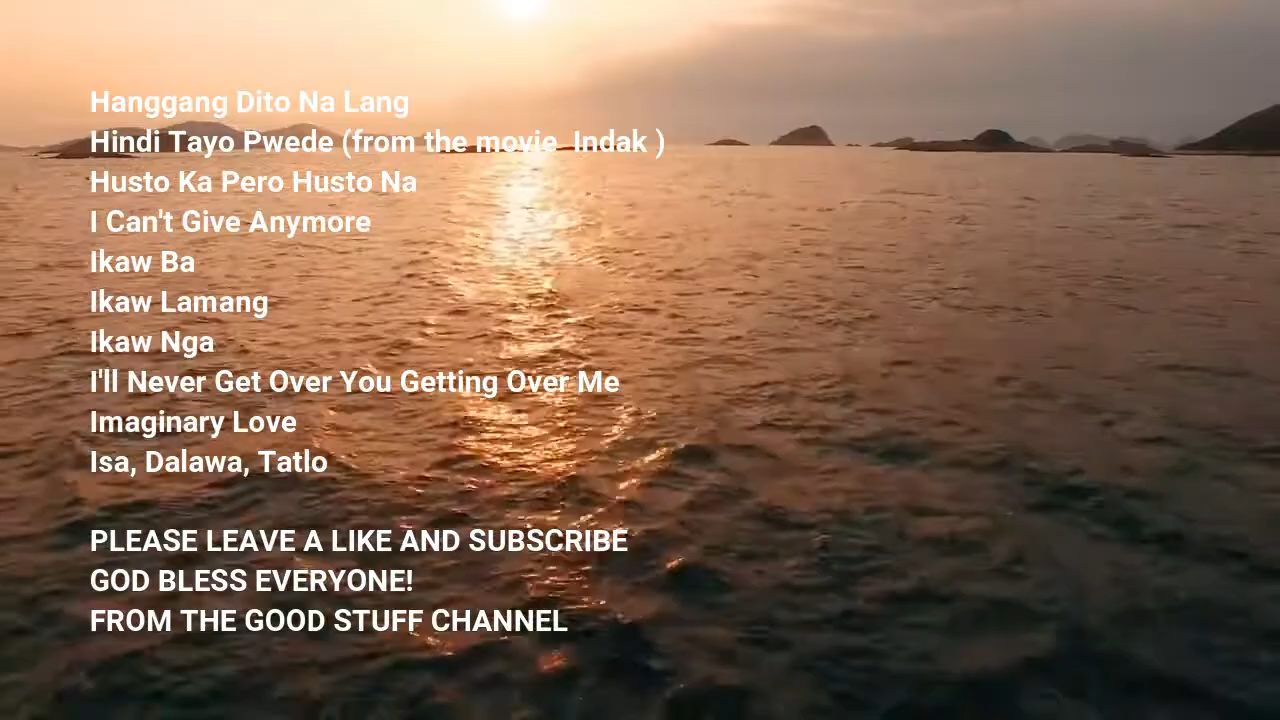 Hanggang Dito Na Lang
Hindi Tayo Pwede (from the movie  Indak )
Husto Ka Pero Husto Na
I Can't Give Anymore
Ikaw Ba
Ikaw Lamang
Ikaw Nga
I'll Never Get Over You Getting Over Me
Imaginary Love
Isa, Dalawa, Tatlo
PLEASE LEAVE A LIKE AND SUBSCRIBE
GOD BLESS EVERYONE!
FROM THE GOOD STUFF CHANNEL